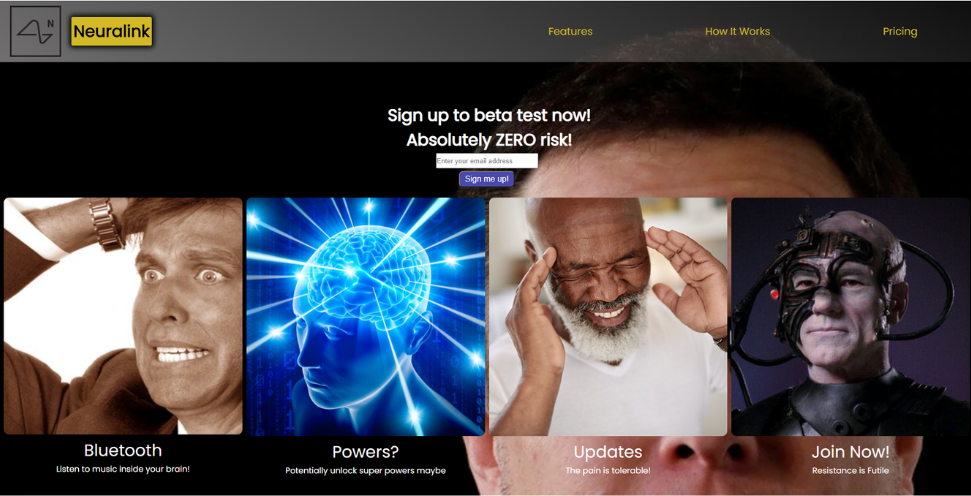 N
Neuralink
Features
How It Works
Pricing
Sign up to beta test now!
Absolutely ZERO risk!
Enter your email address
Sign me up!
Bluetooth
Listen to music inside your brain!
Powers?
Potentially unlock super powers maybe
Updates
The pain is tolerable!
Join Now!
Resistance is Futile